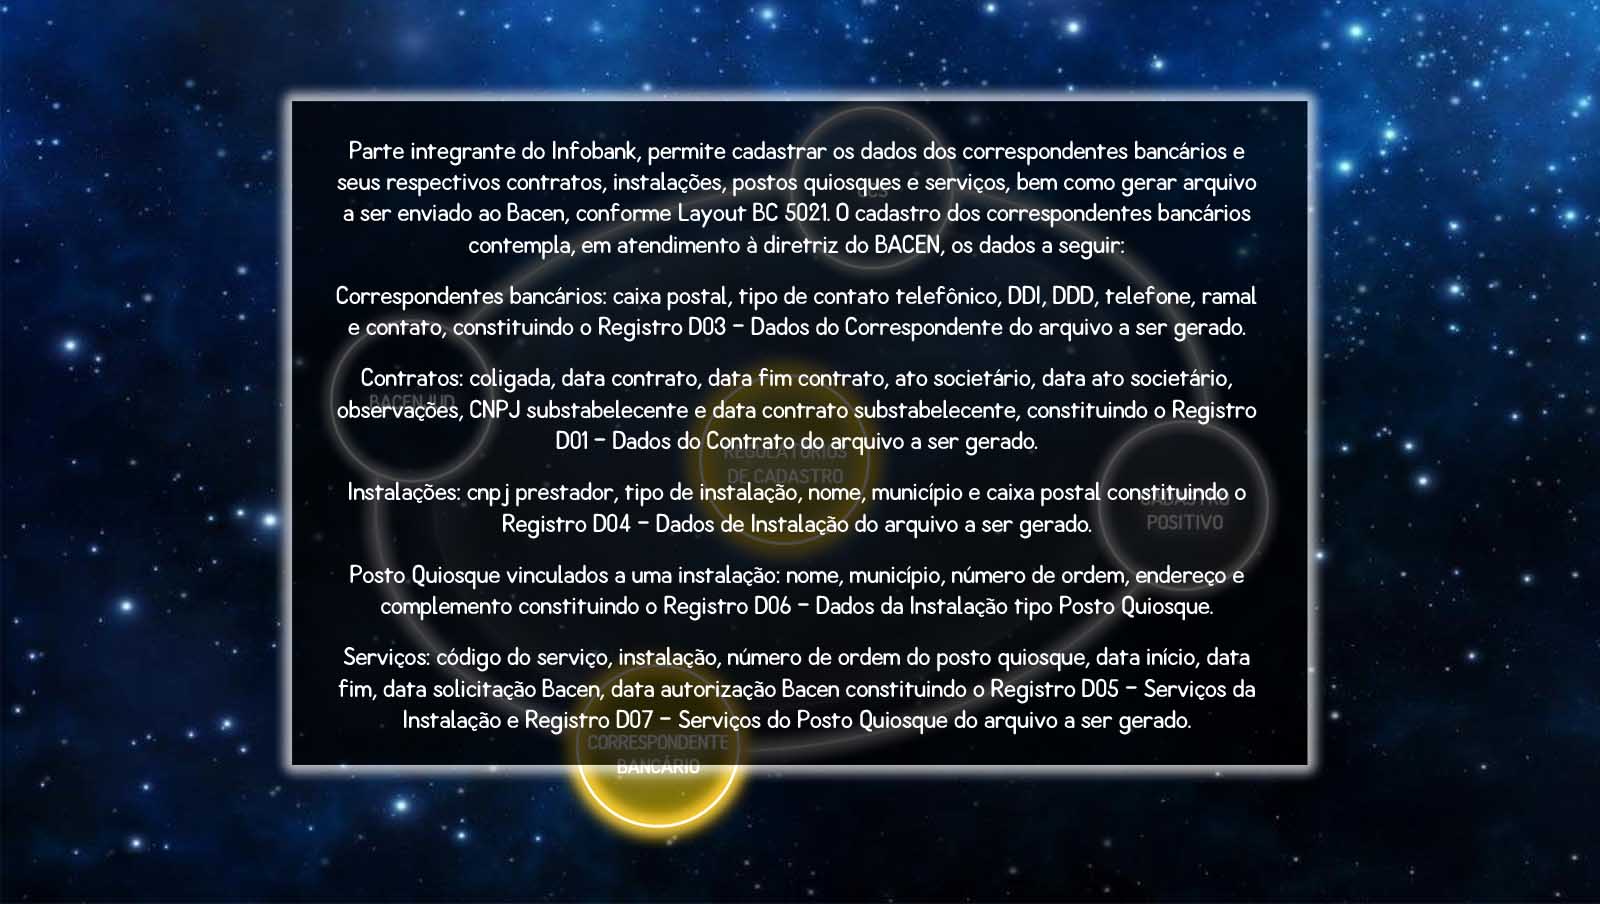 Parte integrante do Infobank, permite cadastrar os dados dos correspondentes bancários e
seus respectivos contratos, instalações, postos quiosques e serviços, bem como gerar arquivo
a ser enviado ao Bacen, conforme Layout BC 5021. O cadastro dos correspondentes bancários
contempla, em atendimento à diretriz do BACEN, os dados a seguir:
Correspondentes bancários: caixa postal, tipo de contato telefônico, DDI, DDD, telefone, ramal
e contato, constituindo o Registro D03 – Dados do Correspondente do arquivo a ser gerado.
Contratos: coligada, data contrato, data fim contrato, ato societário, data ato societário,
observações, CNPJ substabelecente e data contrato substabelecente, constituindo o Registro
D01 – Dados do Contrato do arquivo a ser gerado.
Instalações: cnpj prestador, tipo de instalação, nome, município e caixa postal constituindo o
Registro D04 – Dados de Instalação do arquivo a ser gerado.
Posto Quiosque vinculados a uma instalação: nome, município, número de ordem, endereço e
complemento constituindo o Registro D06 – Dados da Instalação tipo Posto Quiosque.
Serviços: código do serviço, instalação, número de ordem do posto quiosque, data início, data
fim, data solicitação Bacen, data autorização Bacen constituindo o Registro D05 – Serviços da
Instalação e Registro D07 – Serviços do Posto Quiosque do arquivo a ser gerado.
BACEN JUD
REGULATÓRIOS
DE CADASTRO
CADASTRO
POSITIVO
CORRESPONDENTE
BANCÁRIO